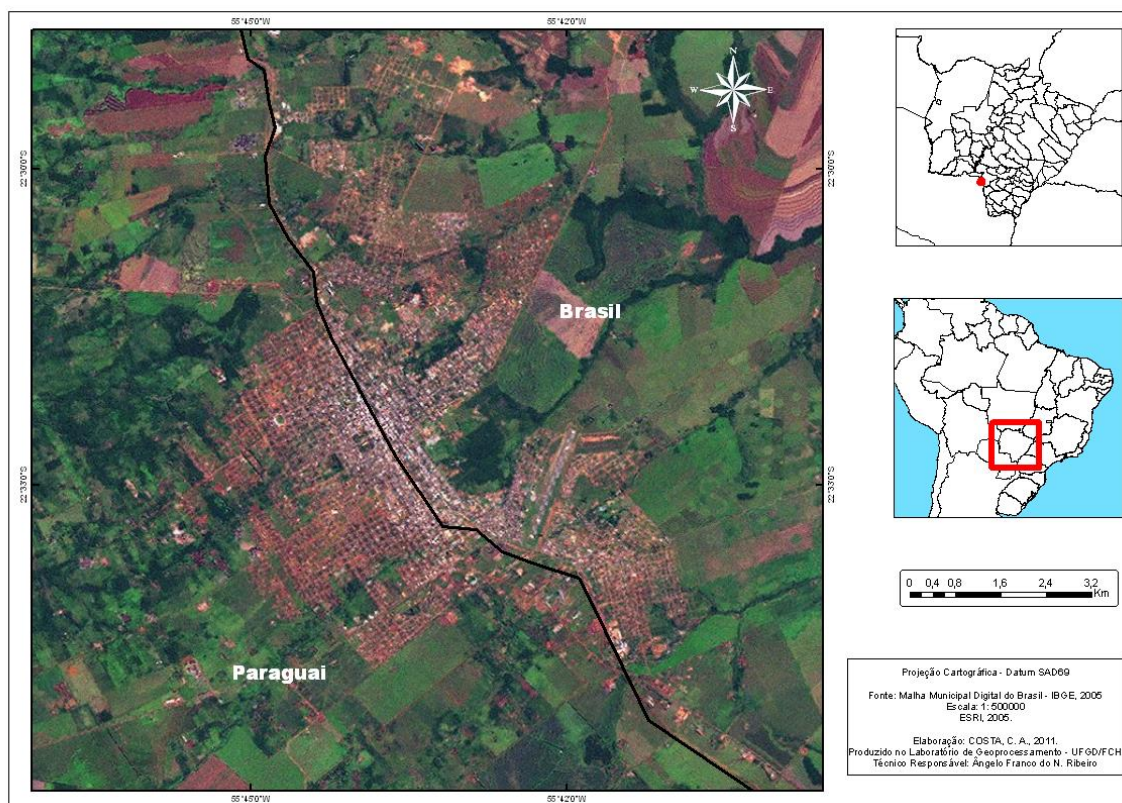 55°45'0"W
55°42'0"W
N
W
E
S
22°30'0"S
22°30'0"S
Brasil
22°33'0"S
22°33'0"S
Paraguai
55°45'0"W
55°42'0"W
0 0,4 0,8 1,6 2,4 3,2
Km
Projeção Cartográfica - Datum SAD69
Fonte: Malha Municipal Digital do Brasil - IBGE, 2005
Escala: 1:500000
ESRI, 2005.
Elaboração: COSTA, C. A., 2011.
Produzido no Laboratório de Geoprocessamento - UFGD/FCH
Técnico Responsável: Ângelo Franco do N. Ribeiro